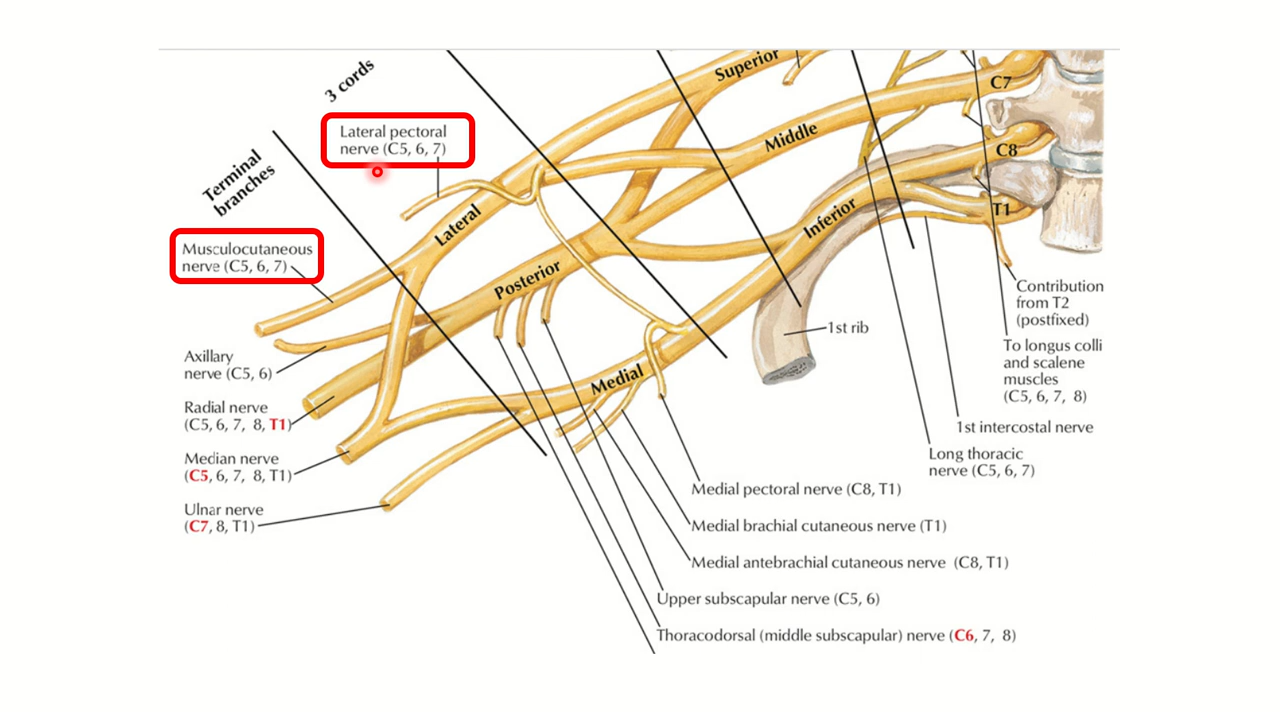 Superior
3 cords
C7
Lateral pectoral
nerve (C5, 6, 7)
Middle
C8
Terminal
branches
T1
Inferior
Lateral
Musculocutaneous
nerve (C5, 6, 7)
Posterior
Contribution
from T2
(postfixed)
1st rib
To longus colli
and scalene
muscles
(C5, 6, 7, 8)
Axillary
nerve (C5, 6)
Medial
Radial nerve
(C5, 6, 7, 8, T1)
1st intercostal nerve
Long thoracic
nerve (C5, 6, 7)
Median nerve
(C5, 6, 7, 8, T1)
Medial pectoral nerve (C8, T1)
Ulnar nerve
(C7, 8, T1)
Medial brachial cutaneous nerve (T1)
Medial antebrachial cutaneous nerve (C8, T1)
Upper subscapular nerve (C5, 6)
Thoracodorsal (middle subscapular) nerve (C6, 7, 8)